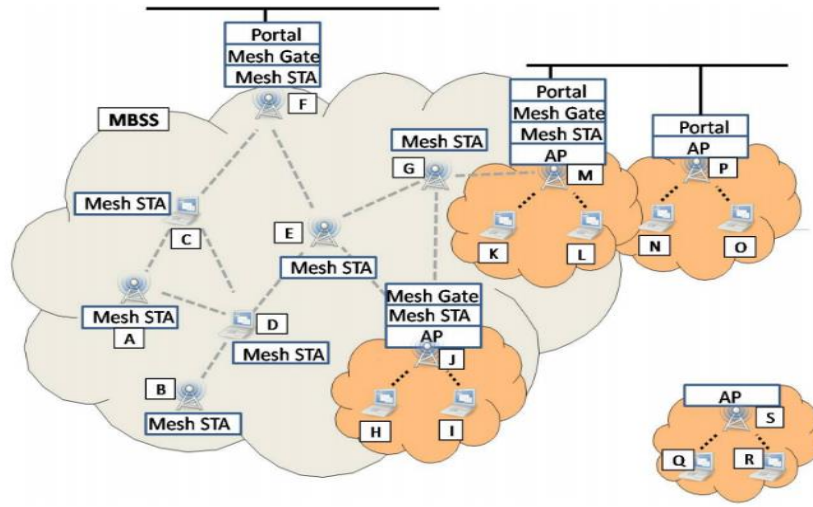 Portal
Mesh Gate
Mesh STA
F
MBSS
Portal
Mesh Gate
Mesh STA
AP
M
Portal
AP
P
Mesh STA
G
K
L
N
O
Mesh STA
C
E
Mesh STA
Mesh STA
A
D
Mesh STA
Mesh Gate
Mesh STA
AP
J
B
Mesh STA
H
I
AP
S
Q
R